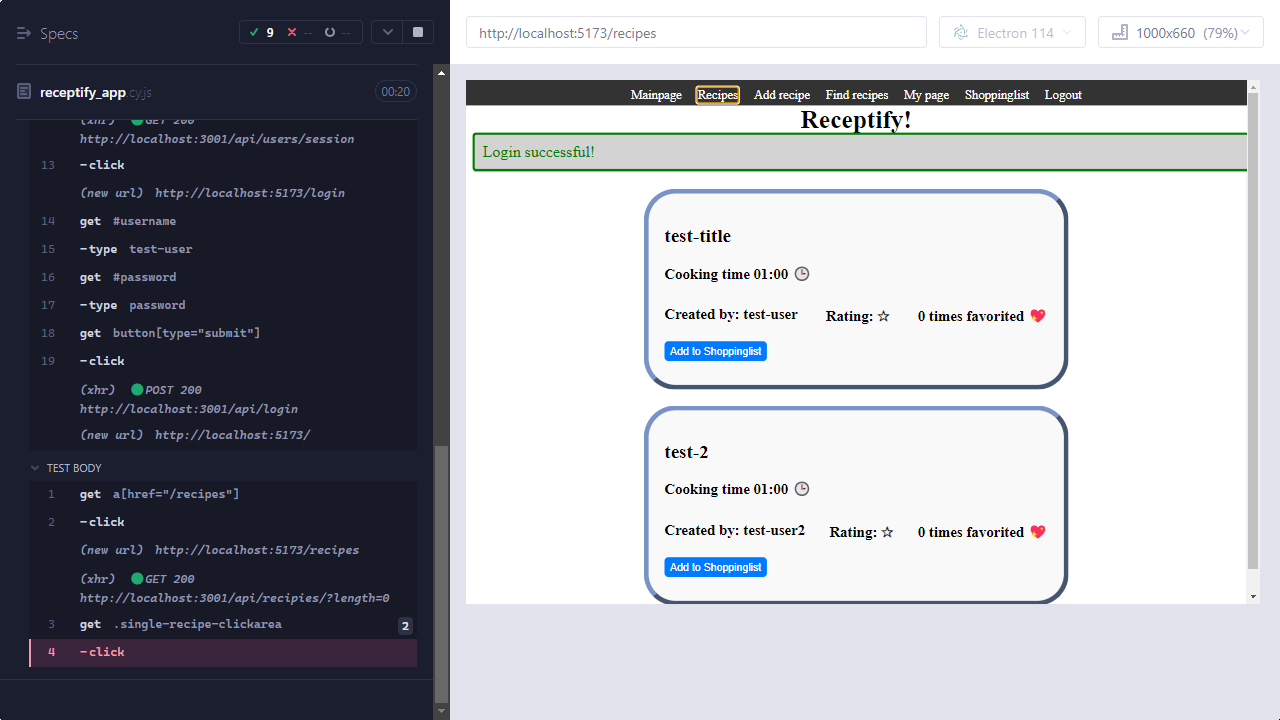 Specs
9
--
--
receptify_app.cy.js
00:20
(xhr) GET 200
http://localhost:3001/api/users/session
13 -click
(new url) http://localhost:5173/login
14 get #username
15 -type test-user
16 get #password
17 -type password
18 get button[type="submit"]
19 -click
(xhr) POST 200
http://localhost:3001/api/login
(new url) http://localhost:5173/
TEST BODY
1 get a[href="/recipes"]
2 -click
(new url) http://localhost:5173/recipes
(xhr) GET 200
http://localhost:3001/api/recipies/?length=0
3 get .single-recipe-clickarea 2
4 -click
http://localhost:5173/recipes
Electron 114
1000x660 (79%)
Mainpage Recipes Add recipe Find recipes My page Shoppinglist Logout
Receptify!
Login successful!
test-title
Cooking time 01:00 🕒
Created by: test-user Rating: ☆ 0 times favorited 💖
Add to Shoppinglist
test-2
Cooking time 01:00 🕒
Created by: test-user2 Rating: ☆ 0 times favorited 💖
Add to Shoppinglist